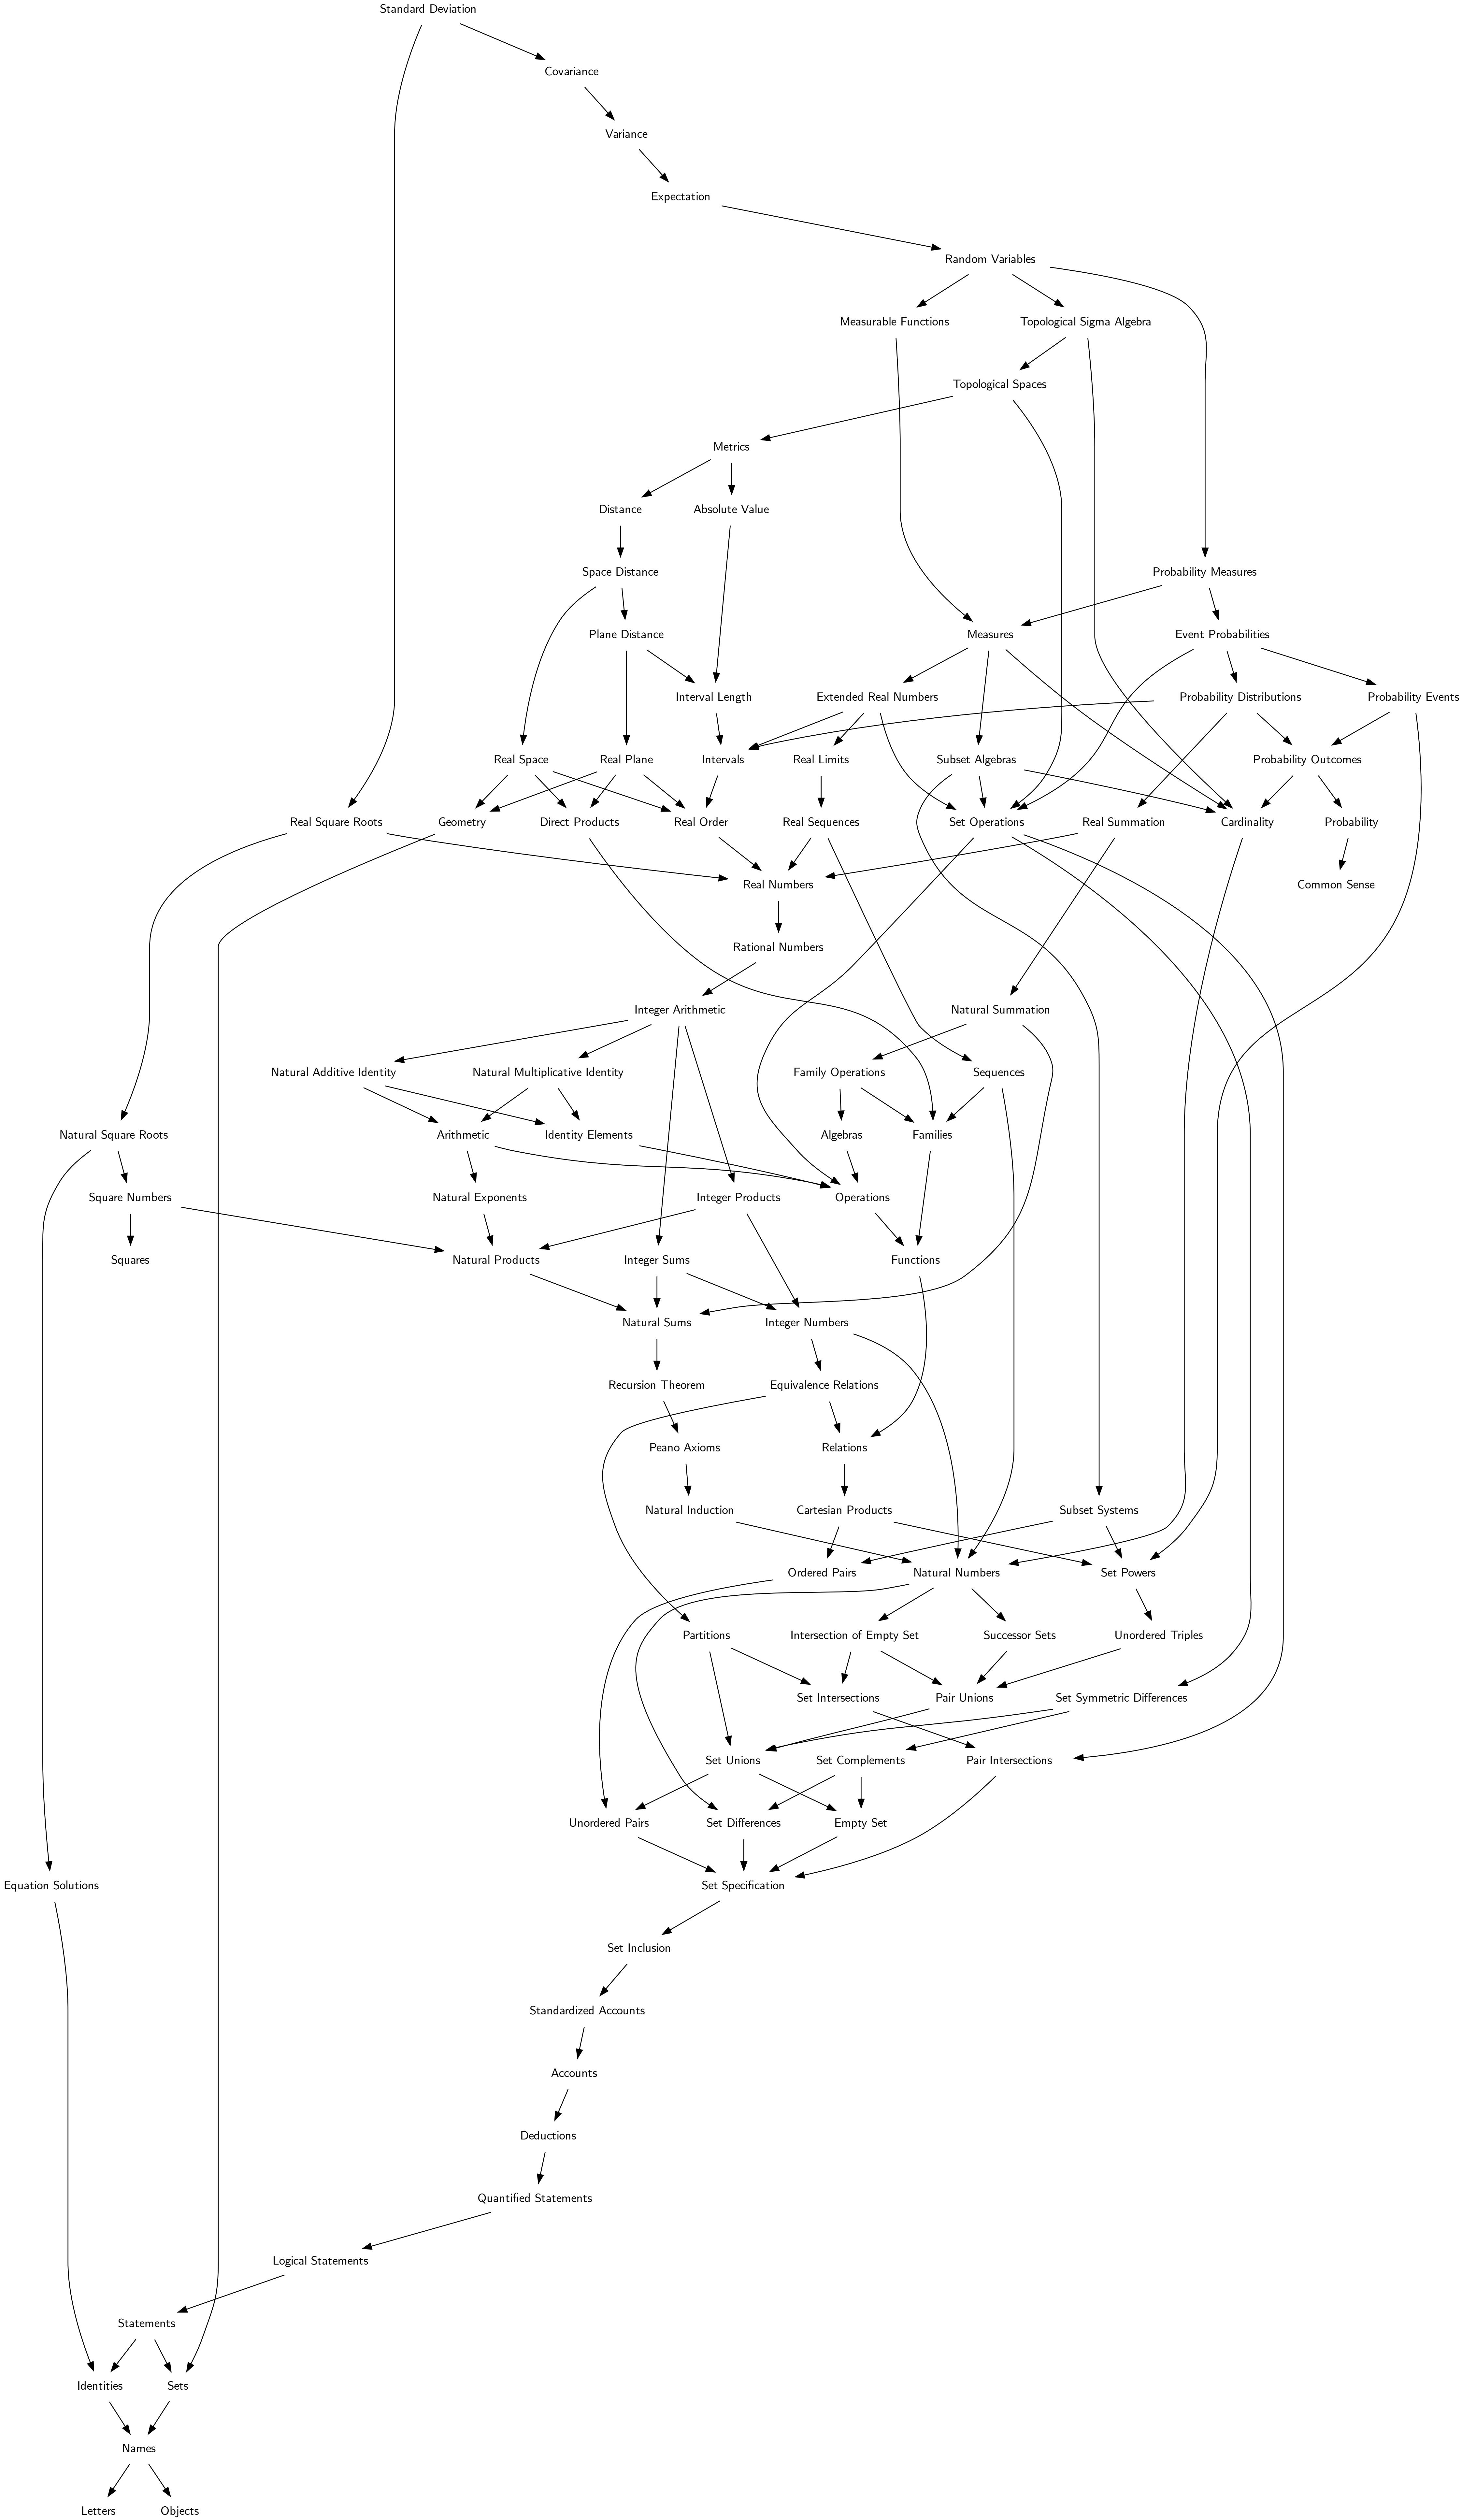 Standard Deviation
Covariance
Variance
Expectation
Random Variables
Measurable Functions
Topological Sigma Algebra
Topological Spaces
Metrics
Distance
Absolute Value
Space Distance
Probability Measures
Plane Distance
Measures
Event Probabilities
Interval Length
Extended Real Numbers
Probability Distributions
Probability Events
Real Space
Real Plane
Intervals
Real Limits
Subset Algebras
Probability Outcomes
Real Square Roots
Geometry
Direct Products
Real Order
Real Sequences
Set Operations
Real Summation
Cardinality
Probability
Real Numbers
Common Sense
Rational Numbers
Integer Arithmetic
Natural Summation
Natural Additive Identity
Natural Multiplicative Identity
Family Operations
Sequences
Natural Square Roots
Arithmetic
Identity Elements
Algebras
Families
Square Numbers
Natural Exponents
Integer Products
Operations
Squares
Natural Products
Integer Sums
Functions
Natural Sums
Integer Numbers
Recursion Theorem
Equivalence Relations
Peano Axioms
Relations
Natural Induction
Cartesian Products
Subset Systems
Ordered Pairs
Natural Numbers
Set Powers
Partitions
Intersection of Empty Set
Successor Sets
Unordered Triples
Set Intersections
Pair Unions
Set Symmetric Differences
Set Unions
Set Complements
Pair Intersections
Unordered Pairs
Set Differences
Empty Set
Equation Solutions
Set Specification
Set Inclusion
Standardized Accounts
Accounts
Deductions
Quantified Statements
Logical Statements
Statements
Identities
Sets
Names
Letters
Objects